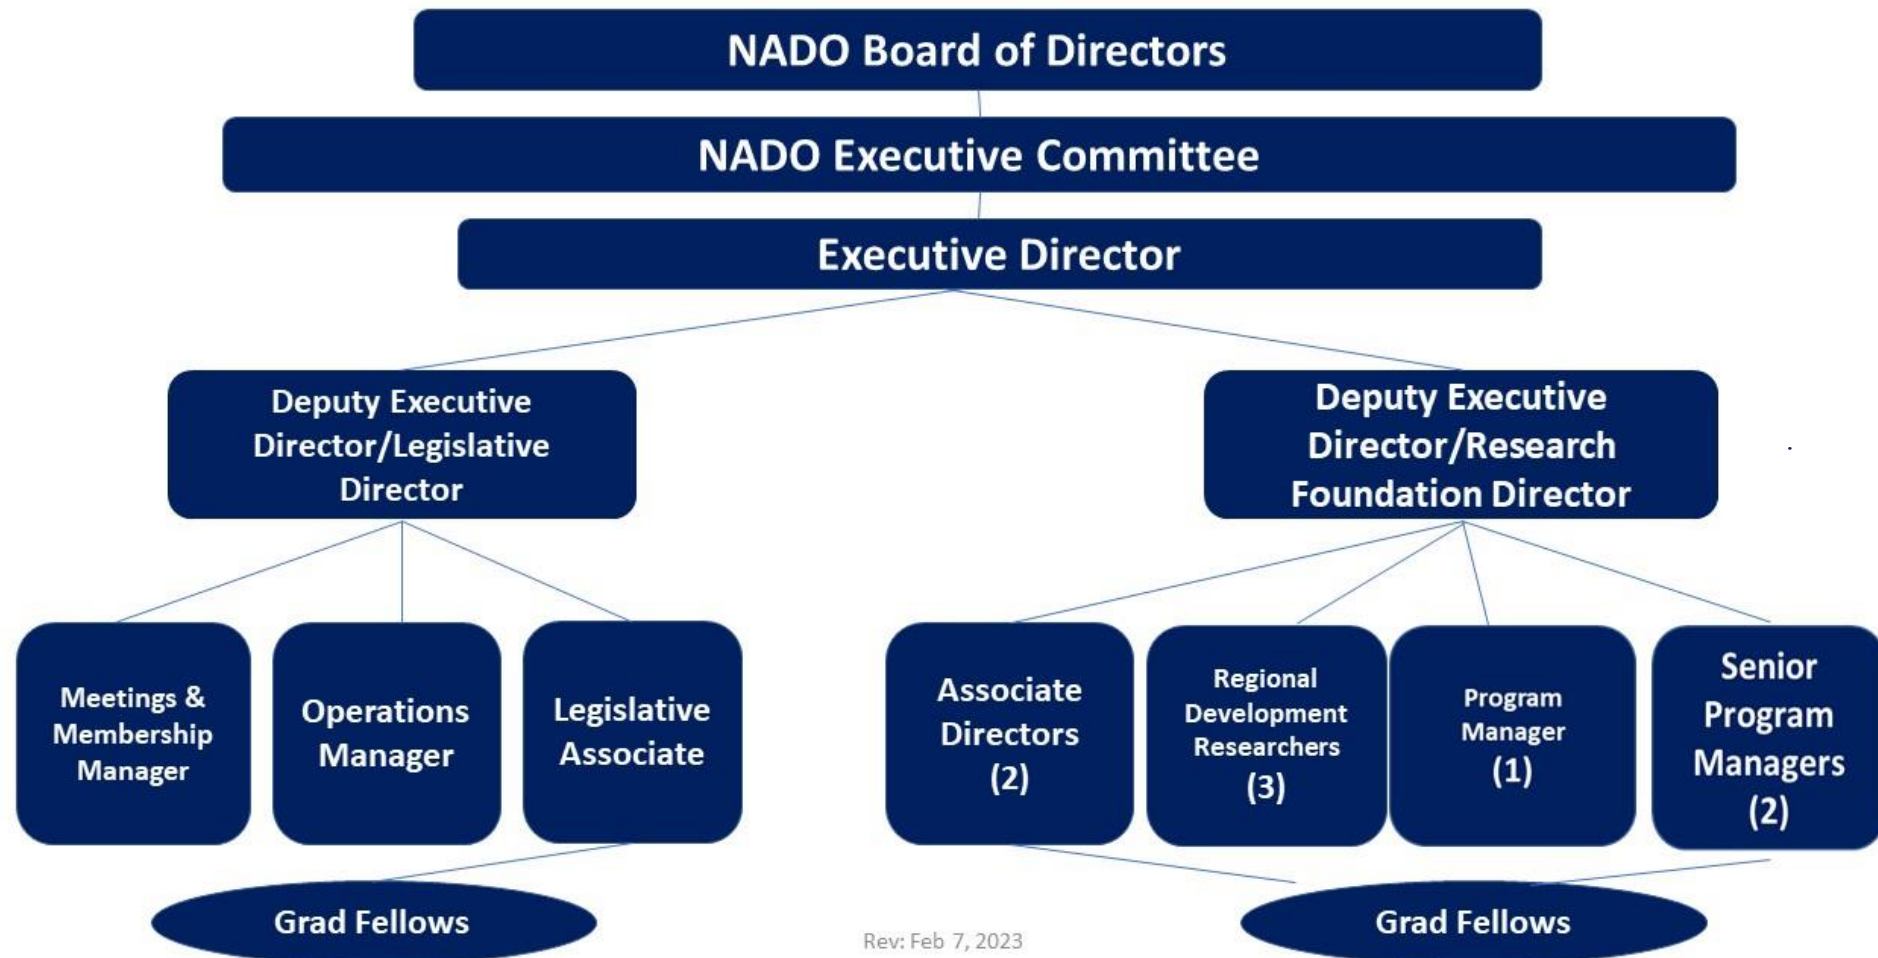 NADO Board of Directors
NADO Executive Committee
Executive Director
Deputy Executive
Director/Legislative
Director
Deputy Executive
Director/Research
Foundation Director
.
Meetings &
Membership
Manager
Operations
Manager
Legislative
Associate
Associate
Directors
(2)
Regional
Development
Researchers
(3)
Program
Manager
(1)
Senior
Program
Managers
(2)
Grad Fellows
Grad Fellows
Rev: Feb 7, 2023